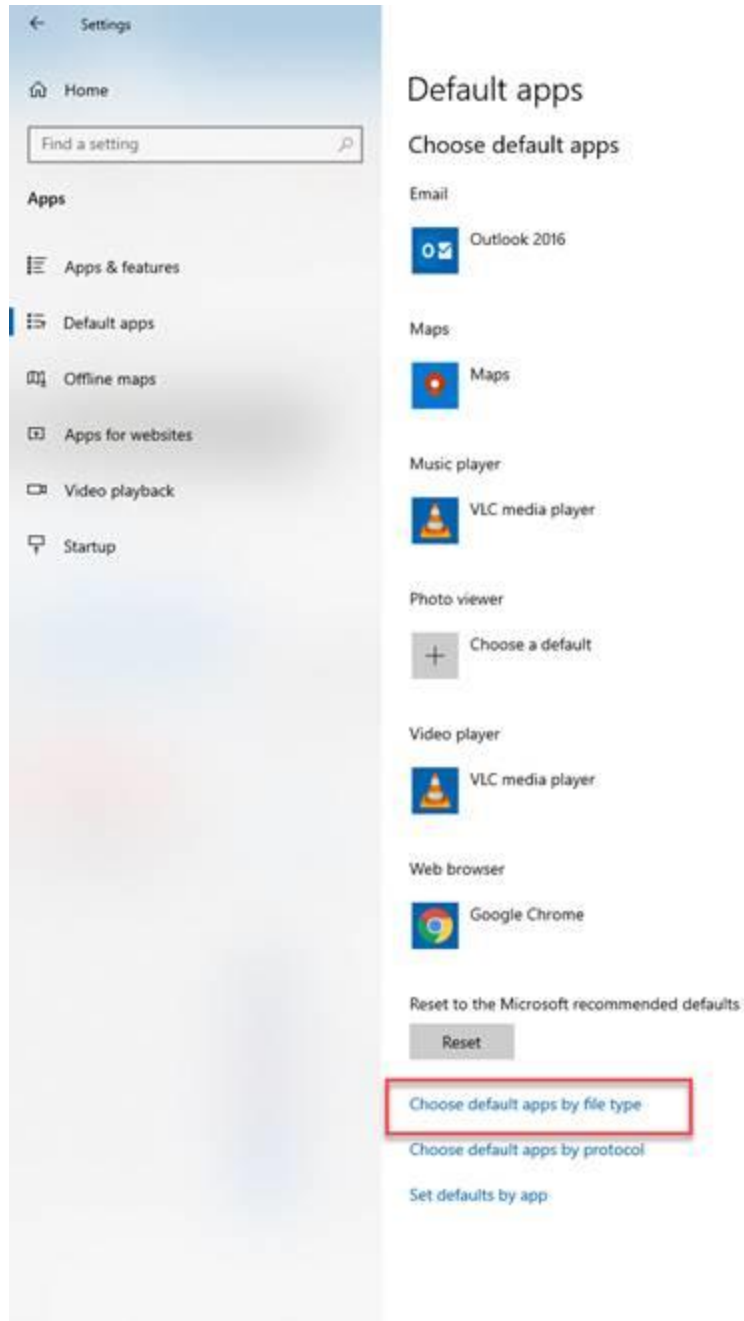 Settings
Home
Find a setting
Apps
Apps & features
Default apps
Offline maps
Apps for websites
Video playback
Startup
Default apps
Choose default apps
Email
Outlook 2016
Maps
Maps
Music player
VLC media player
Photo viewer
Choose a default
Video player
VLC media player
Web browser
Google Chrome
Reset to the Microsoft recommended defaults
Reset
Choose default apps by file type
Choose default apps by protocol
Set defaults by app